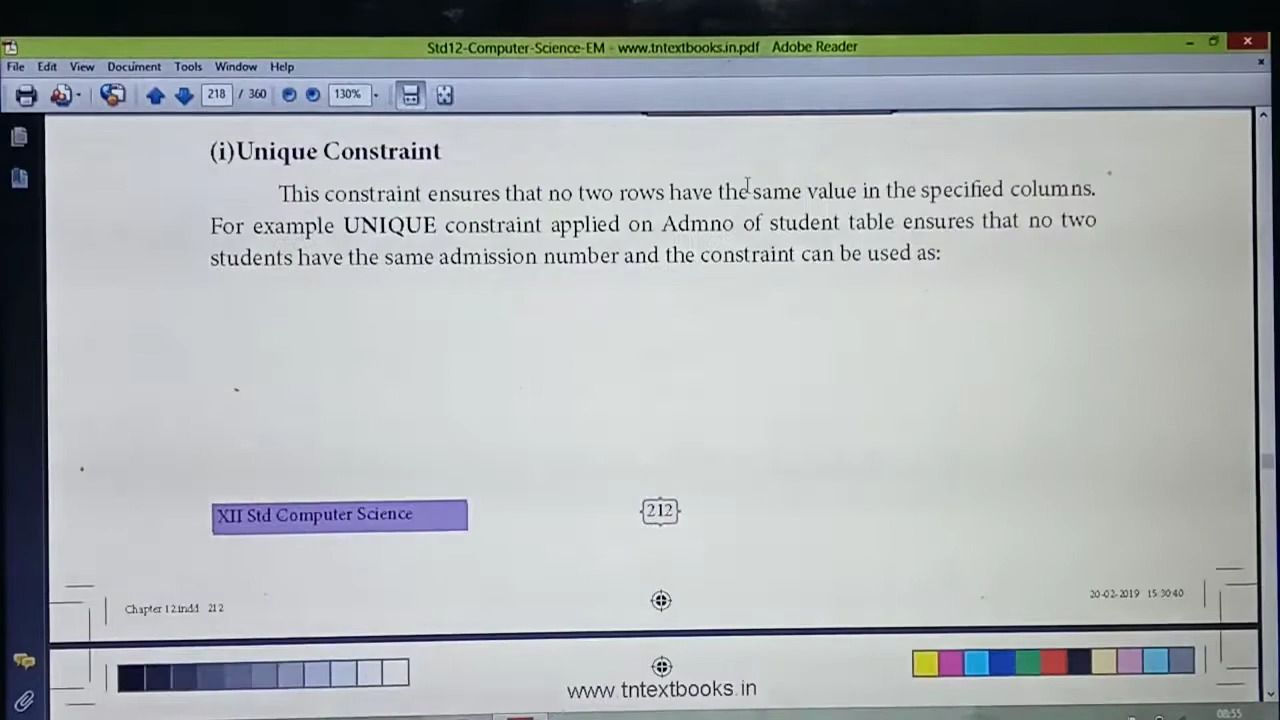 Std12-Computer-Science-EM - www.tntextbooks.in.pdf - Adobe Reader
File Edit View Document Tools Window Help
218 / 360 130%
(i)Unique Constraint
This constraint ensures that no two rows have the same value in the specified columns.
For example UNIQUE constraint applied on Admno of student table ensures that no two
students have the same admission number and the constraint can be used as:
XII Std Computer Science
212
Chapter 12.indd 212
20-02-2019 15:30:40
www.tntextbooks.in
08:55